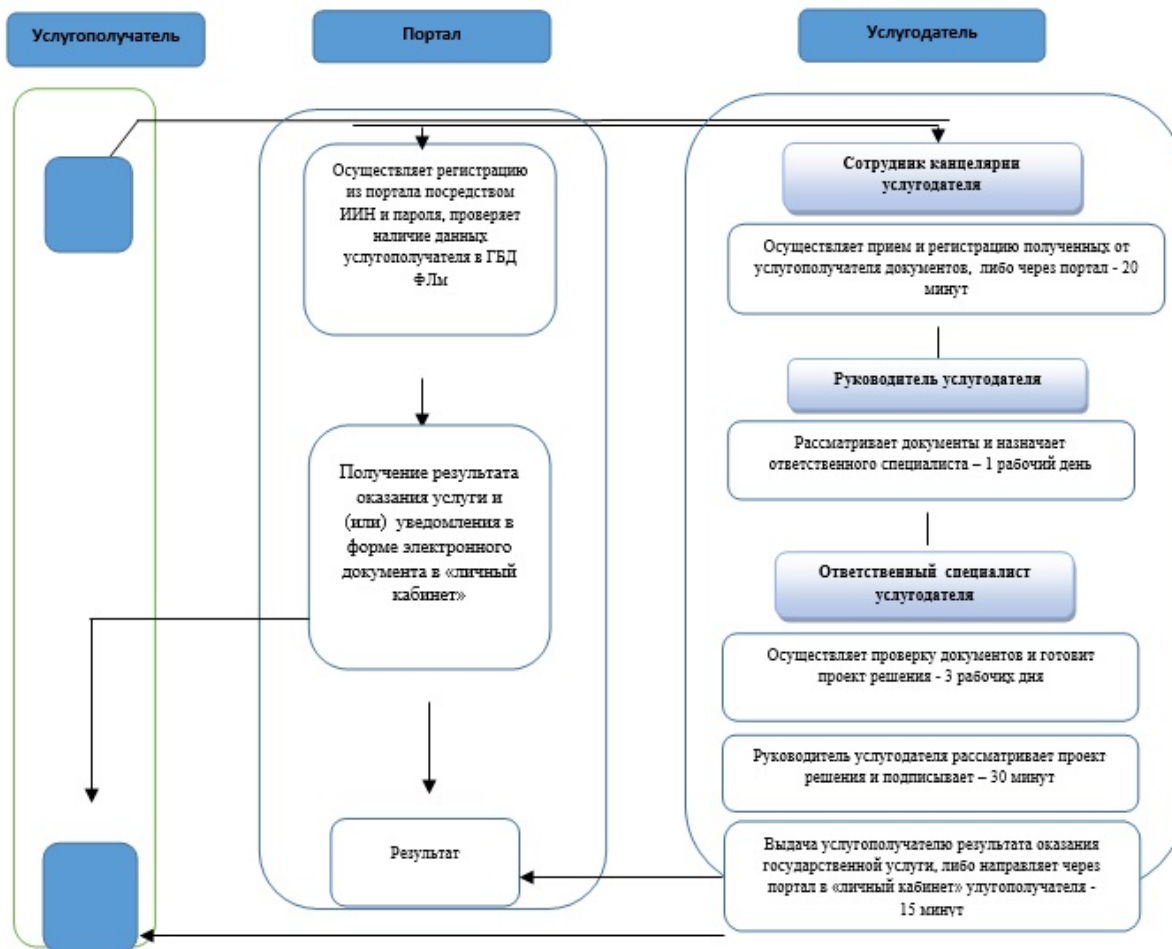 Услугополучатель
Портал
Услугодатель
Осуществляет регистрацию
из портала посредством
ИИН и пароля, проверяет
наличие данных
услугополучателя в ГБД
ФЛм
Получение результата
оказания услуги и
(или) уведомления в
форме электронного
документа в «личный
кабинет»
Результат
Сотрудник канцелярии
услугодателя
Осуществляет прием и регистрацию полученных от
услугополучателя документов, либо через портал - 20
минут
Руководитель услугодателя
Рассматривает документы и назначает
ответственного специалиста – 1 рабочий день
Ответственный специалист
услугодателя
Осуществляет проверку документов и готовит
проект решения - 3 рабочих дня
Руководитель услугодателя рассматривает проект
решения и подписывает – 30 минут
Выдача услугополучателю результата оказания
государственной услуги, либо направляет через
портал в «личный кабинет» улугополучателя -
15 минут